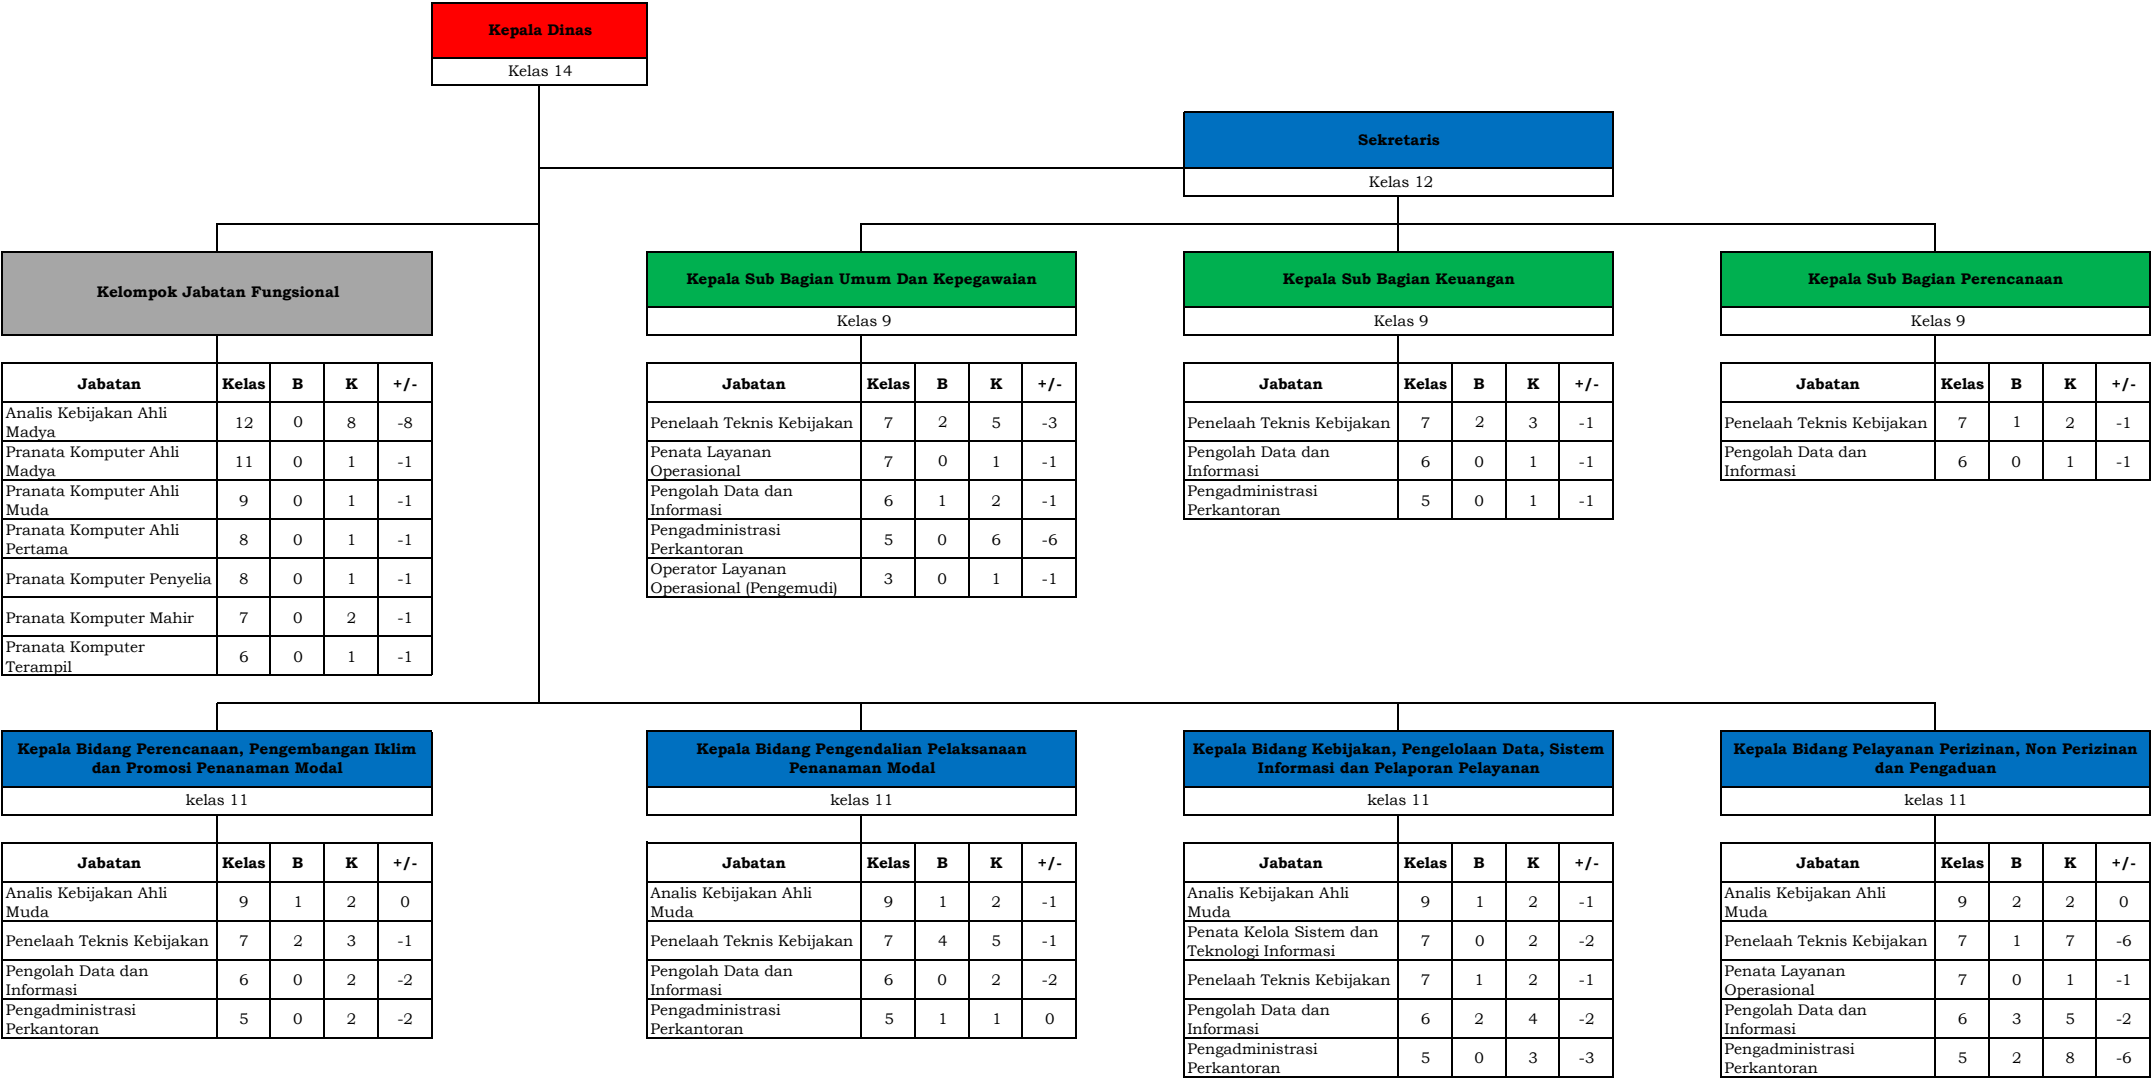 Kepala Dinas
Kelas 14
Sekretaris
Kelas 12
Kelompok Jabatan Fungsional
Jabatan Kelas B K +/-
Analis Kebijakan Ahli
Madya 12 0 8 -8
Pranata Komputer Ahli
Madya 11 0 1 -1
Pranata Komputer Ahli
Muda 9 0 1 -1
Pranata Komputer Ahli
Pertama 8 0 1 -1
Pranata Komputer Penyelia 8 0 1 -1
Pranata Komputer Mahir 7 0 2 -1
Pranata Komputer
Terampil 6 0 1 -1
Kepala Sub Bagian Umum Dan Kepegawaian
Kelas 9
Jabatan Kelas B K +/-
Penelaah Teknis Kebijakan 7 2 5 -3
Penata Layanan
Operasional 7 0 1 -1
Pengolah Data dan
Informasi 6 1 2 -1
Pengadministrasi
Perkantoran 5 0 6 -6
Operator Layanan
Operasional (Pengemudi) 3 0 1 -1
Kepala Sub Bagian Keuangan
Kelas 9
Jabatan Kelas B K +/-
Penelaah Teknis Kebijakan 7 2 3 -1
Pengolah Data dan
Informasi 6 0 1 -1
Pengadministrasi
Perkantoran 5 0 1 -1
Kepala Sub Bagian Perencanaan
Kelas 9
Jabatan Kelas B K +/-
Penelaah Teknis Kebijakan 7 1 2 -1
Pengolah Data dan
Informasi 6 0 1 -1
Kepala Bidang Perencanaan, Pengembangan Iklim
dan Promosi Penanaman Modal
kelas 11
Jabatan Kelas B K +/-
Analis Kebijakan Ahli
Muda 9 1 2 0
Penelaah Teknis Kebijakan 7 2 3 -1
Pengolah Data dan
Informasi 6 0 2 -2
Pengadministrasi
Perkantoran 5 0 2 -2
Kepala Bidang Pengendalian Pelaksanaan
Penanaman Modal
kelas 11
Jabatan Kelas B K +/-
Analis Kebijakan Ahli
Muda 9 1 2 -1
Penelaah Teknis Kebijakan 7 4 5 -1
Pengolah Data dan
Informasi 6 0 2 -2
Pengadministrasi
Perkantoran 5 1 1 0
Kepala Bidang Kebijakan, Pengelolaan Data, Sistem
Informasi dan Pelaporan Pelayanan
kelas 11
Jabatan Kelas B K +/-
Analis Kebijakan Ahli
Muda 9 1 2 -1
Penata Kelola Sistem dan
Teknologi Informasi 7 0 2 -2
Penelaah Teknis Kebijakan 7 1 2 -1
Pengolah Data dan
Informasi 6 2 4 -2
Pengadministrasi
Perkantoran 5 0 3 -3
Kepala Bidang Pelayanan Perizinan, Non Perizinan
dan Pengaduan
kelas 11
Jabatan Kelas B K +/-
Analis Kebijakan Ahli
Muda 9 2 2 0
Penelaah Teknis Kebijakan 7 1 7 -6
Penata Layanan
Operasional 7 0 1 -1
Pengolah Data dan
Informasi 6 3 5 -2
Pengadministrasi
Perkantoran 5 2 8 -6